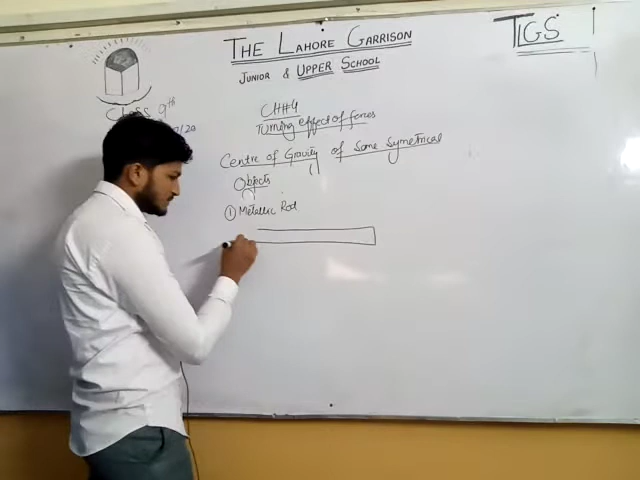 TLGS
THE LAHORE GARRISON
JUNIOR & UPPER SCHOOL
Class 9th
CH#4
Turning effect of forces
Centre of Gravity of Some Symetrical
Objects
① Metallic Rod